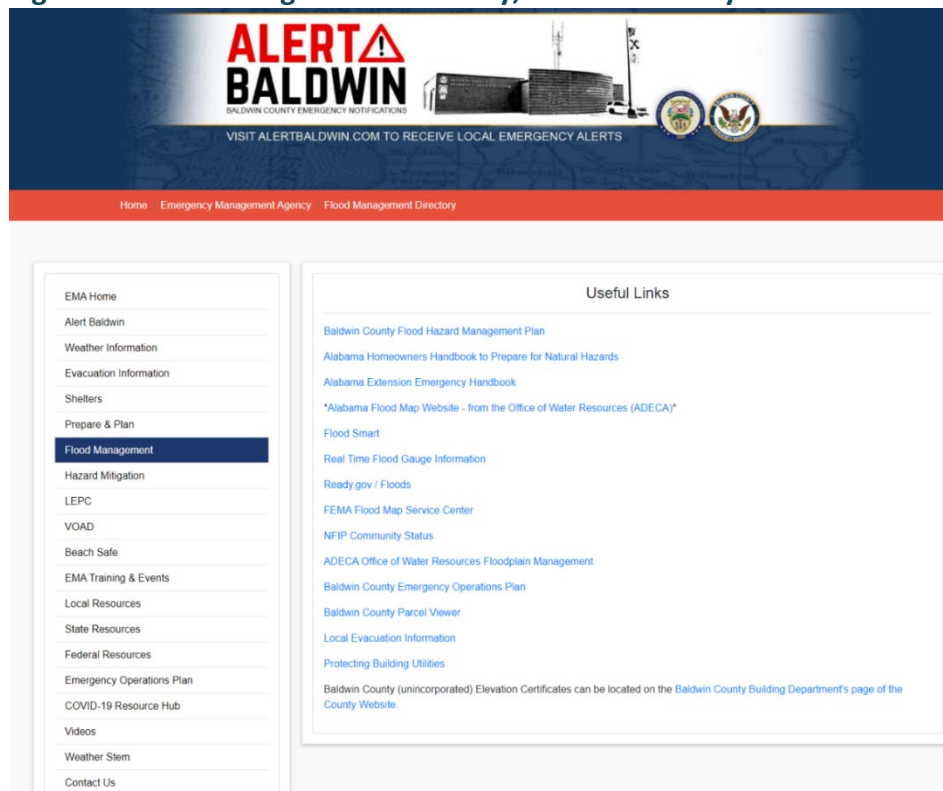 ALERT
BALDWIN
BALDWIN COUNTY EMERGENCY NOTIFICATIONS
VISIT ALERTBALDWIN.COM TO RECEIVE LOCAL EMERGENCY ALERTS
Home Emergency Management Agency Flood Management Directory
EMA Home
Alert Baldwin
Weather Information
Evacuation Information
Shelters
Prepare & Plan
Flood Management
Hazard Mitigation
LEPC
VOAD
Beach Safe
EMA Training & Events
Local Resources
State Resources
Federal Resources
Emergency Operations Plan
COVID-19 Resource Hub
Videos
Weather Stem
Contact Us
Useful Links
Baldwin County Flood Hazard Management Plan
Alabama Homeowners Handbook to Prepare for Natural Hazards
Alabama Extension Emergency Handbook
*Alabama Flood Map Website - from the Office of Water Resources (ADECA)*
Flood Smart
Real Time Flood Gauge Information
Ready.gov / Floods
FEMA Flood Map Service Center
NFIP Community Status
ADECA Office of Water Resources Floodplain Management
Baldwin County Emergency Operations Plan
Baldwin County Parcel Viewer
Local Evacuation Information
Protecting Building Utilities
Baldwin County (unincorporated) Elevation Certificates can be located on the Baldwin County Building Department's page of the
County Website.